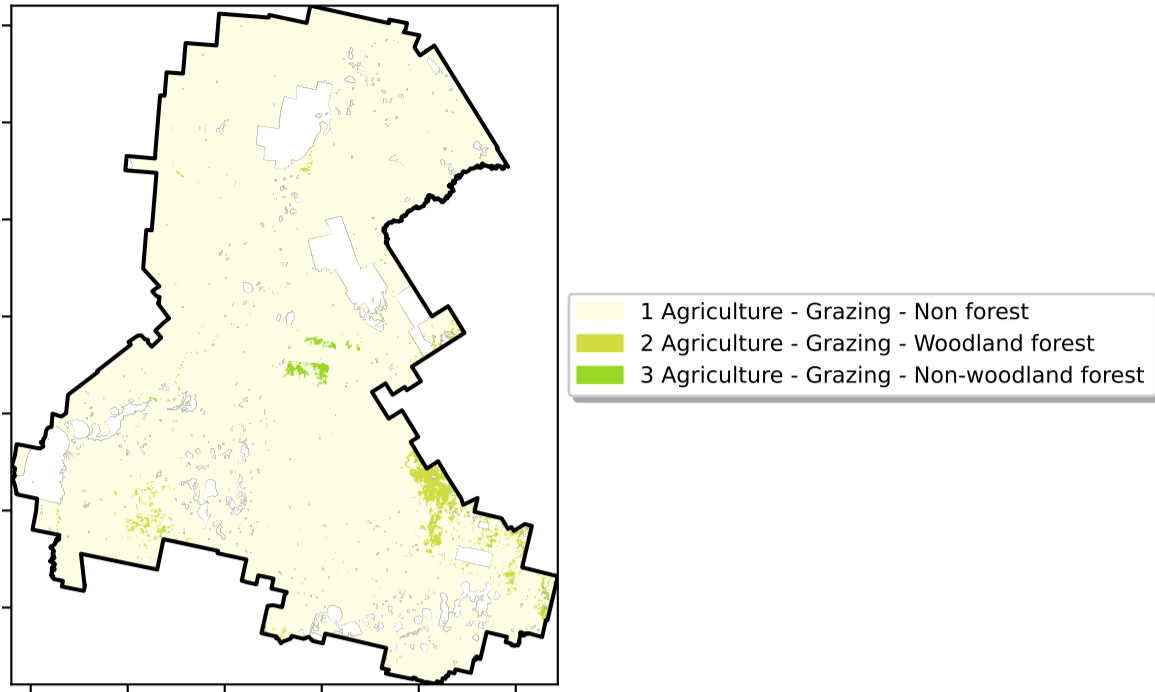 1 Agriculture - Grazing - Non forest
2 Agriculture - Grazing - Woodland forest
3 Agriculture - Grazing - Non-woodland forest